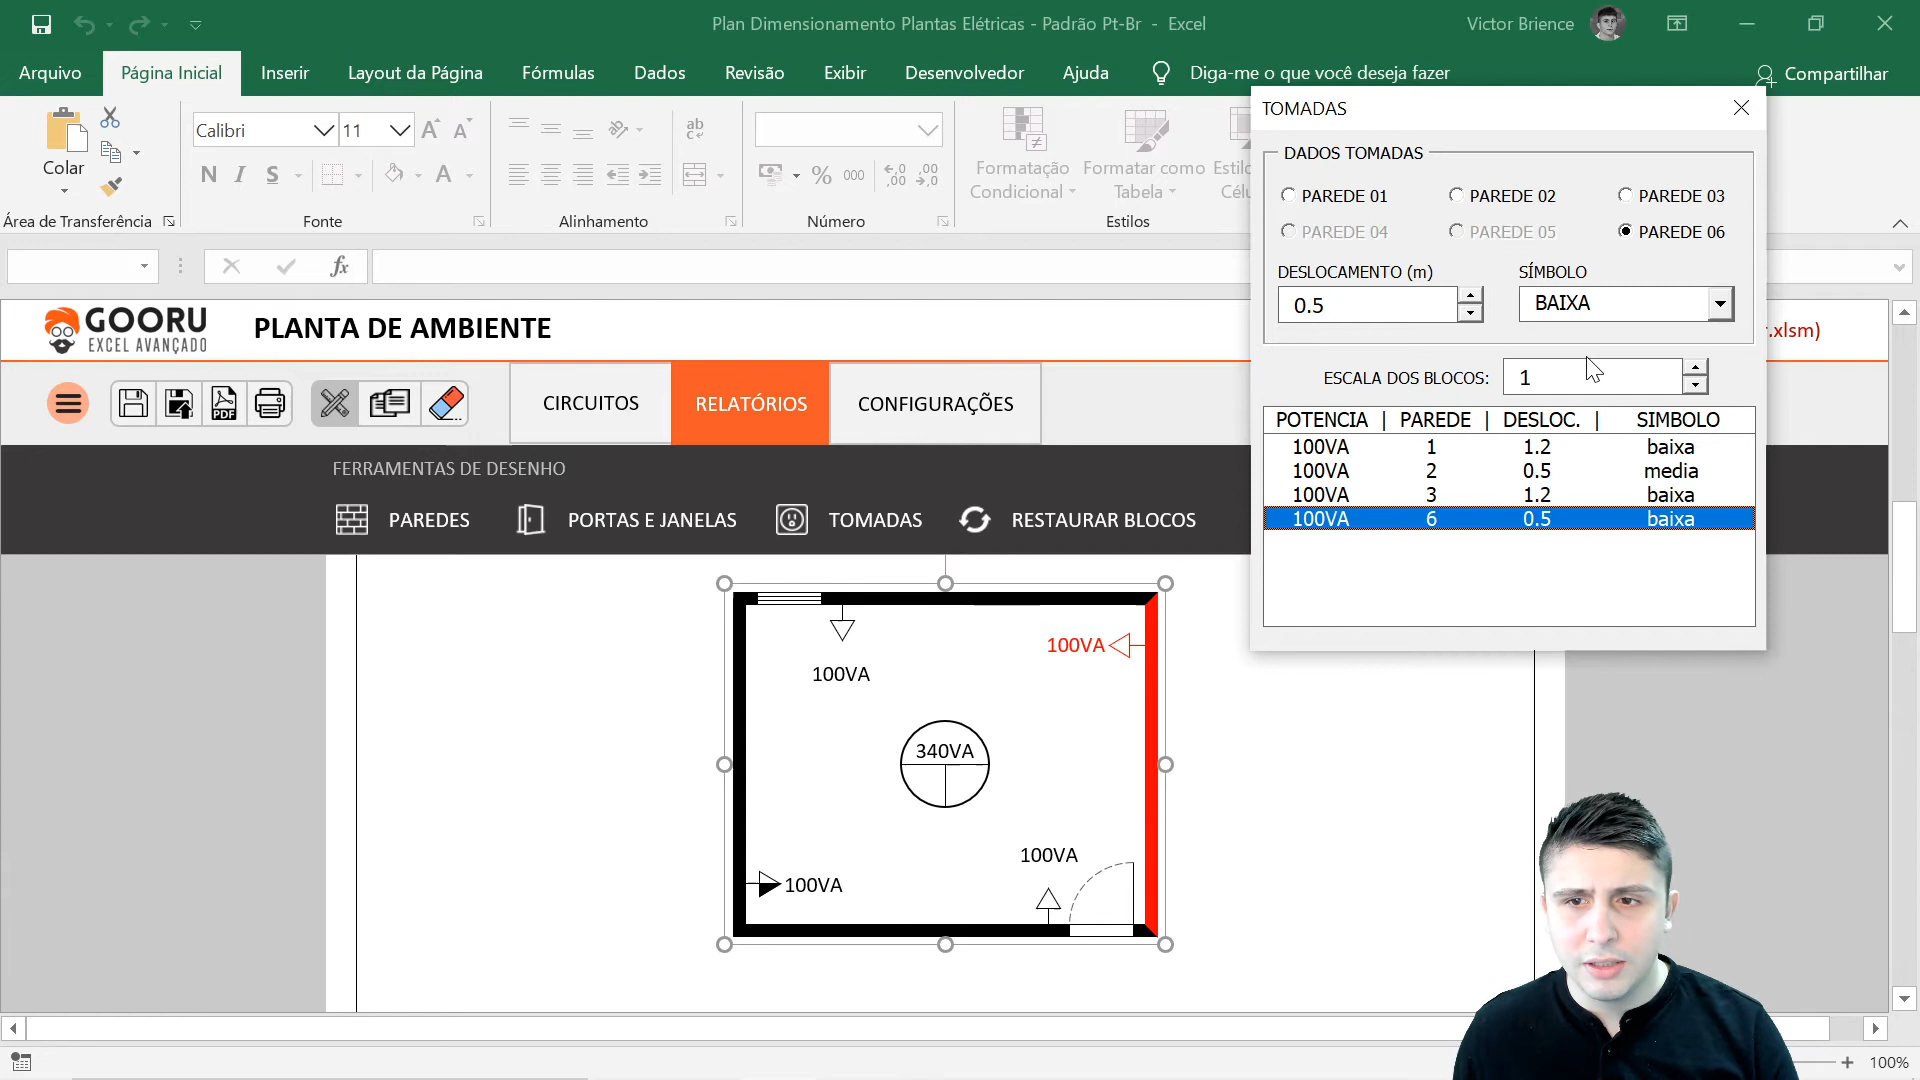 Plan Dimensionamento Plantas Elétricas - Padrão Pt-Br - Excel
Victor Brience
Arquivo Página Inicial Inserir Layout da Página Fórmulas Dados Revisão Exibir Desenvolvedor Ajuda Diga-me o que você deseja fazer Compartilhar
Colar
Calibri 11
ab
N I S A
% 000
Formatação Condicional
Formatar como Tabela
Área de Transferência Fonte Alinhamento Número Estilos
fx
GOORU
EXCEL AVANÇADO
PLANTA DE AMBIENTE
.xlsm)
PDF
CIRCUITOS RELATÓRIOS CONFIGURAÇÕES
FERRAMENTAS DE DESENHO
PAREDES PORTAS E JANELAS TOMADAS RESTAURAR BLOCOS
TOMADAS
DADOS TOMADAS
PAREDE 01 PAREDE 02 PAREDE 03
PAREDE 04 PAREDE 05 PAREDE 06
DESLOCAMENTO (m) SÍMBOLO
0.5 BAIXA
ESCALA DOS BLOCOS: 1
POTENCIA | PAREDE | DESLOC. | SIMBOLO
100VA 1 1.2 baixa
100VA 2 0.5 media
100VA 3 1.2 baixa
100VA 6 0.5 baixa
100VA
100VA
340VA
100VA
100VA
100%